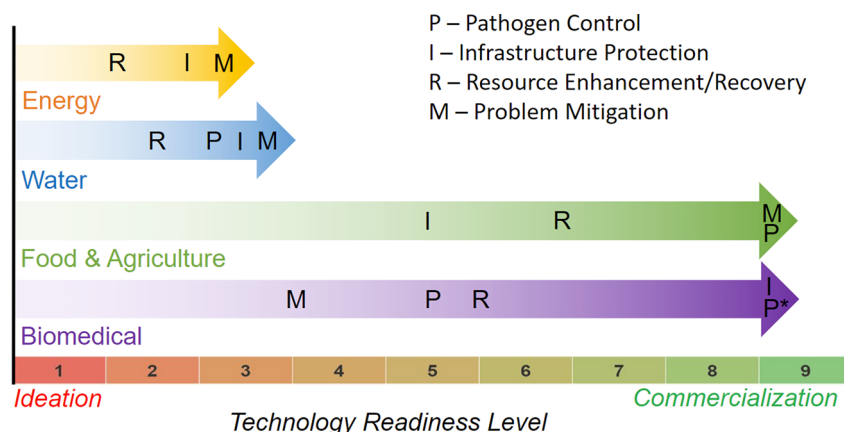 P – Pathogen Control
I – Infrastructure Protection
R – Resource Enhancement/Recovery
M – Problem Mitigation
R I M
Energy
R P I M
Water
I R M
P
Food & Agriculture
M P R I
P*
Biomedical
1 2 3 4 5 6 7 8 9
Ideation Commercialization
Technology Readiness Level